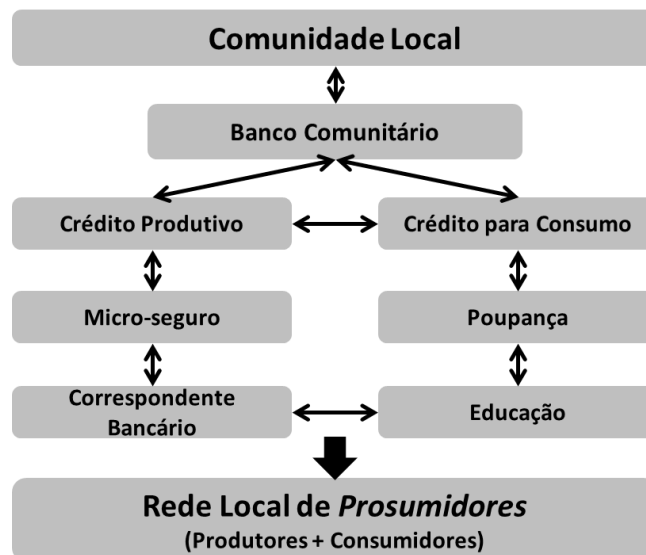 Comunidade Local
Banco Comunitário
Crédito Produtivo
Crédito para Consumo
Micro-seguro
Poupança
Correspondente
Bancário
Educação
Rede Local de Prosumidores
(Produtores + Consumidores)